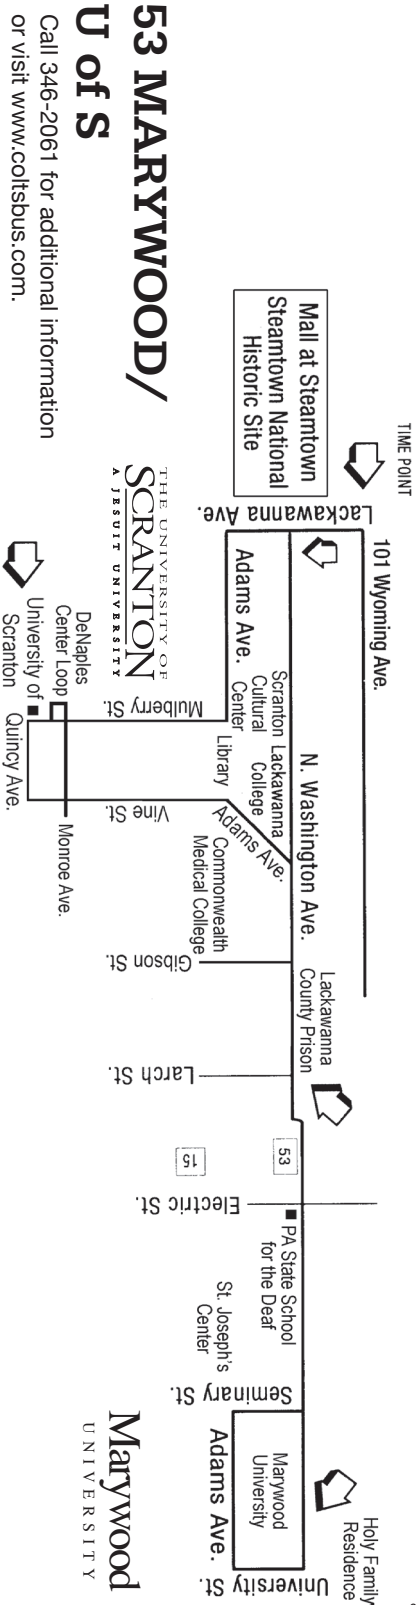 53 MARYWOOD/
U of S
Call 346-2061 for additional information
or visit www.coltsbus.com.
TIME POINT
Mall at Steamtown
Steamtown National
Historic Site
Lackawanna Ave.
101 Wyoming Ave.
THE UNIVERSITY OF
SCRANTON
A JESUIT UNIVERSITY
Adams Ave.
Scranton
Cultural
Center
Lackawanna
College
Library
N. Washington Ave.
Mulberry St.
DeNaples
Center Loop
University of
Scranton
Quincy Ave.
Vine St.
Monroe Ave.
Adams Ave.
Commonwealth
Medical College
Gibson St.
Lackawanna
County Prison
Larch St.
53
15
Electric St.
PA State School
for the Deaf
St. Joseph's
Center
Seminary St.
Marywood
University
Adams Ave.
University St.
Holy Family
Residence
Marywood
UNIVERSITY